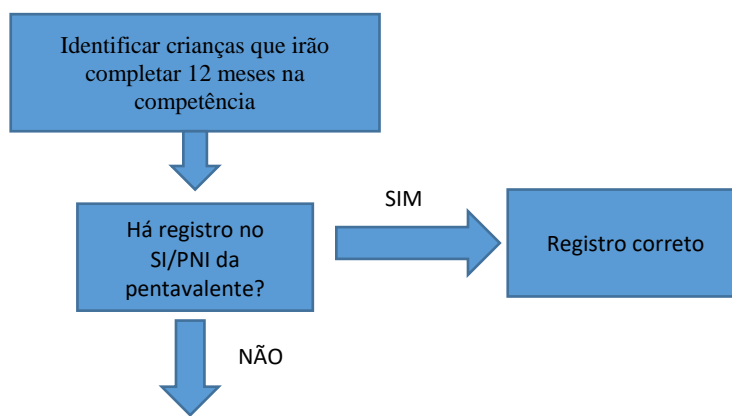 Identificar crianças que irão
completar 12 meses na
competência
SIM
Há registro no
SI/PNI da
pentavalente?
Registro correto
NÃO